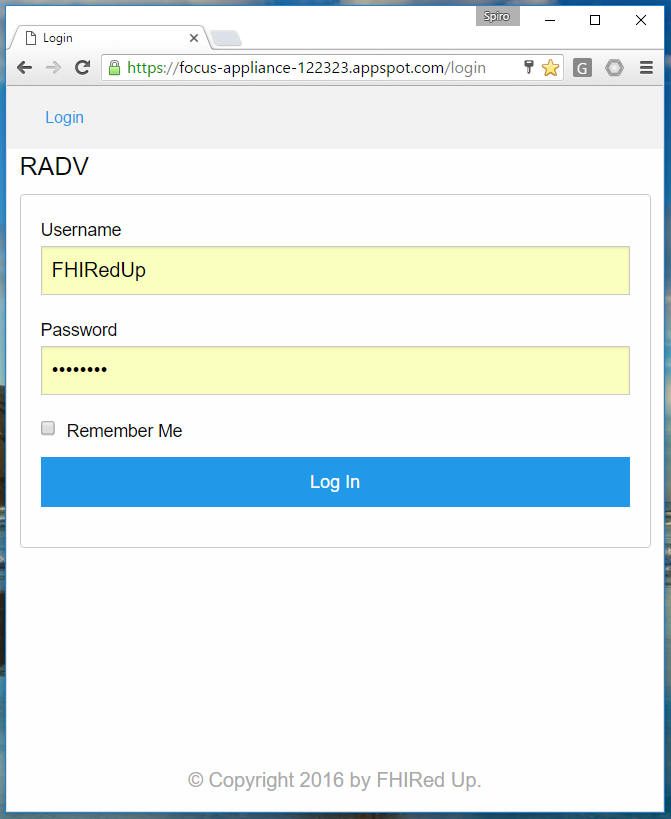 Spiro
Login
https://focus-appliance-122323.appspot.com/login
G
Login
RADV
Username
FHIRedUp
Password
••••••••
Remember Me
Log In
© Copyright 2016 by FHIRed Up.